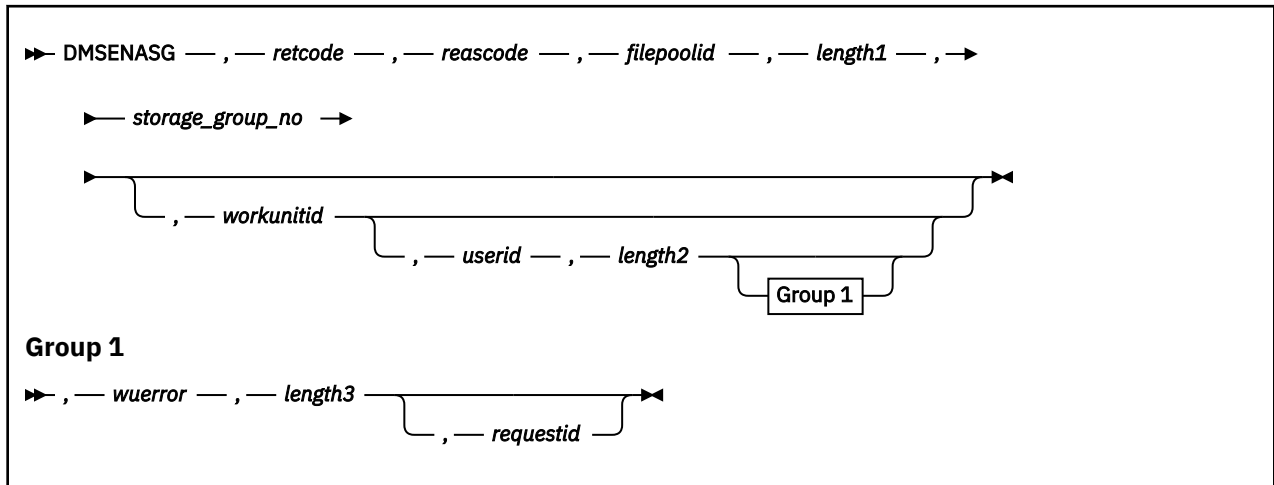 DMSENASG , retcode , reascode , filepoolid , length1 ,
storage_group_no
, workunitid
, userid , length2
Group 1
Group 1
, wuerror , length3
, requestid